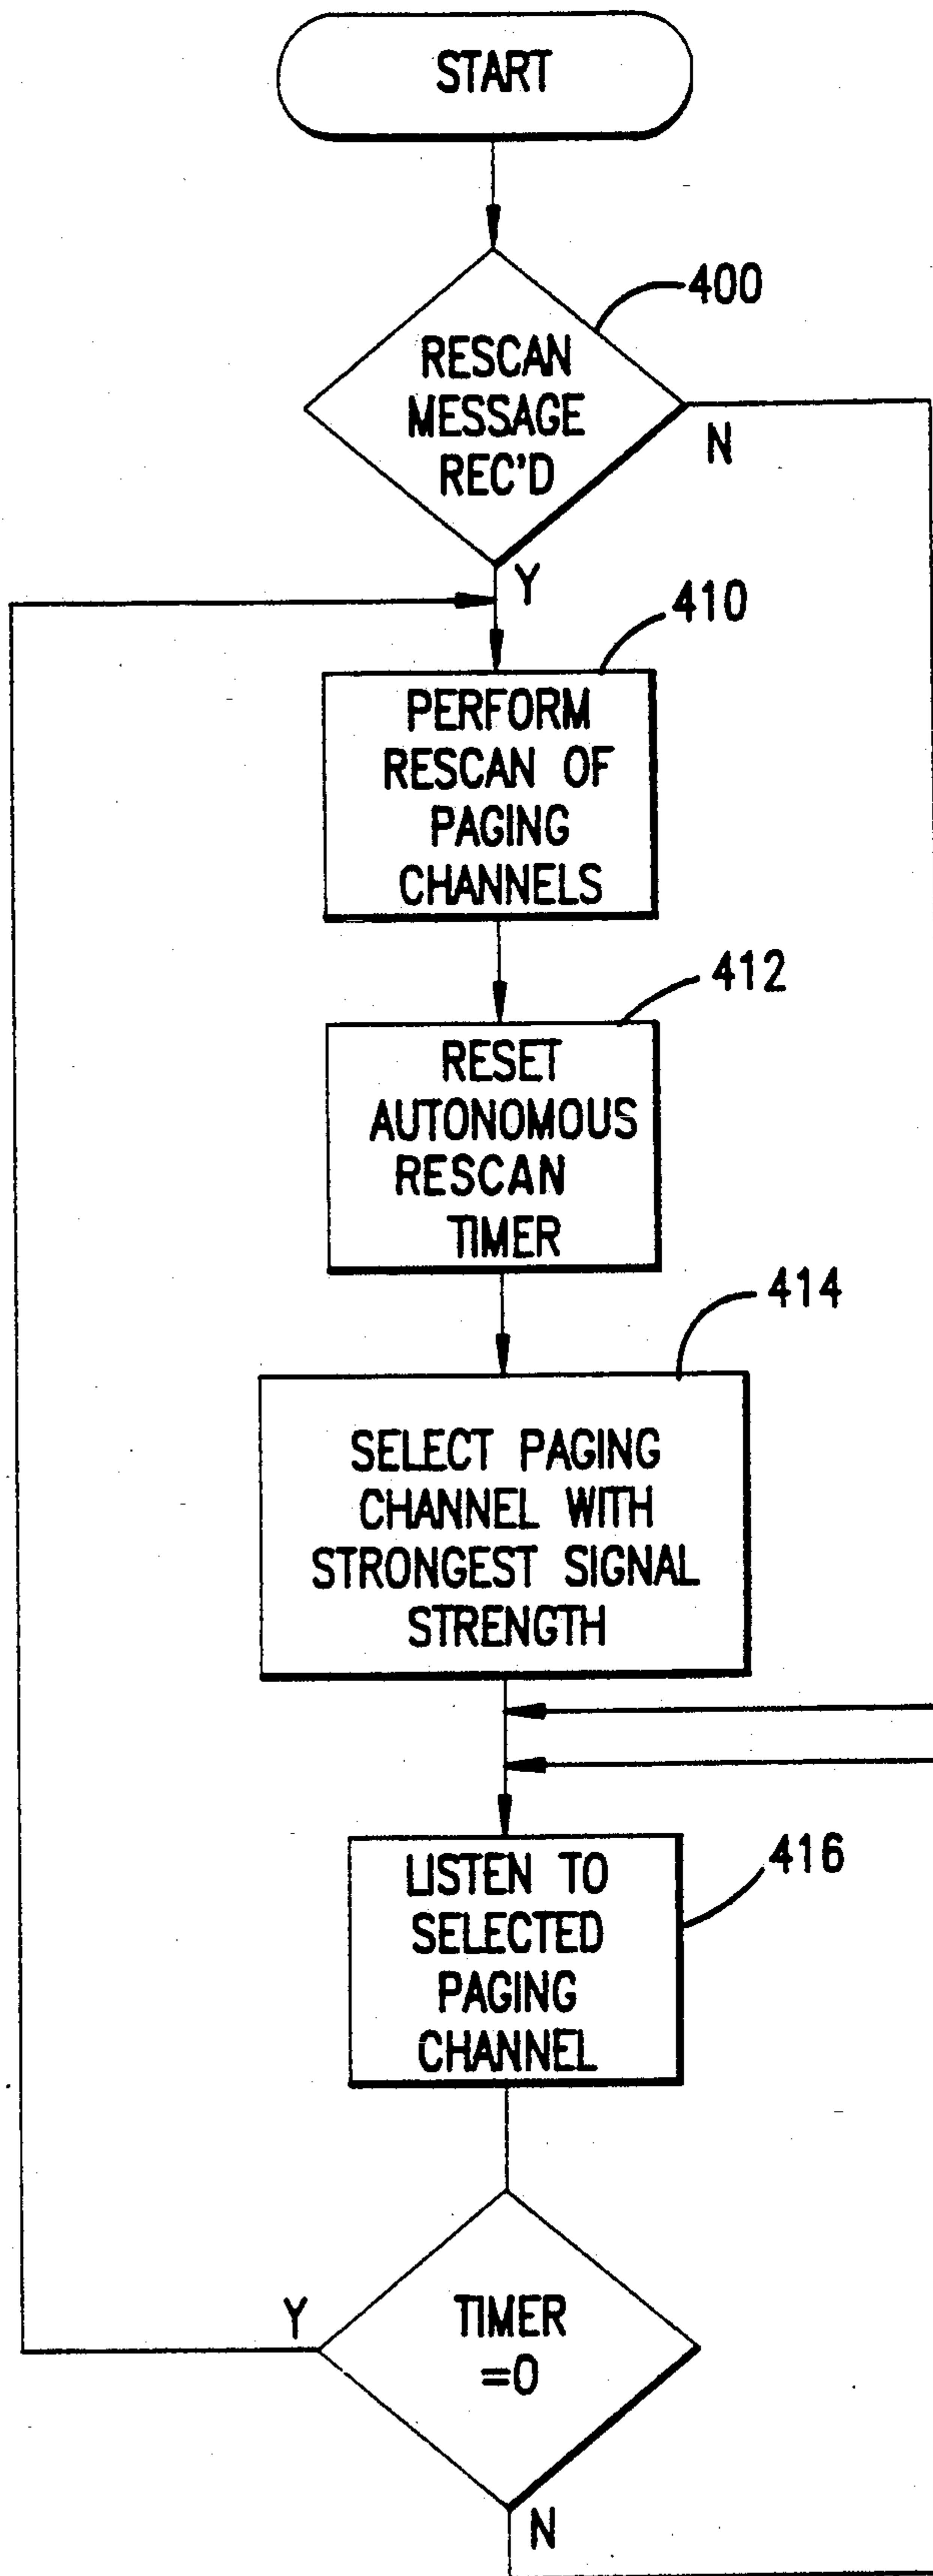 START
400
RESCAN
MESSAGE
REC'D
N
Y
410
PERFORM
RESCAN OF
PAGING
CHANNELS
412
RESET
AUTONOMOUS
RESCAN
TIMER
414
SELECT PAGING
CHANNEL WITH
STRONGEST SIGNAL
STRENGTH
416
LISTEN TO
SELECTED
PAGING
CHANNEL
Y
TIMER
=0
N